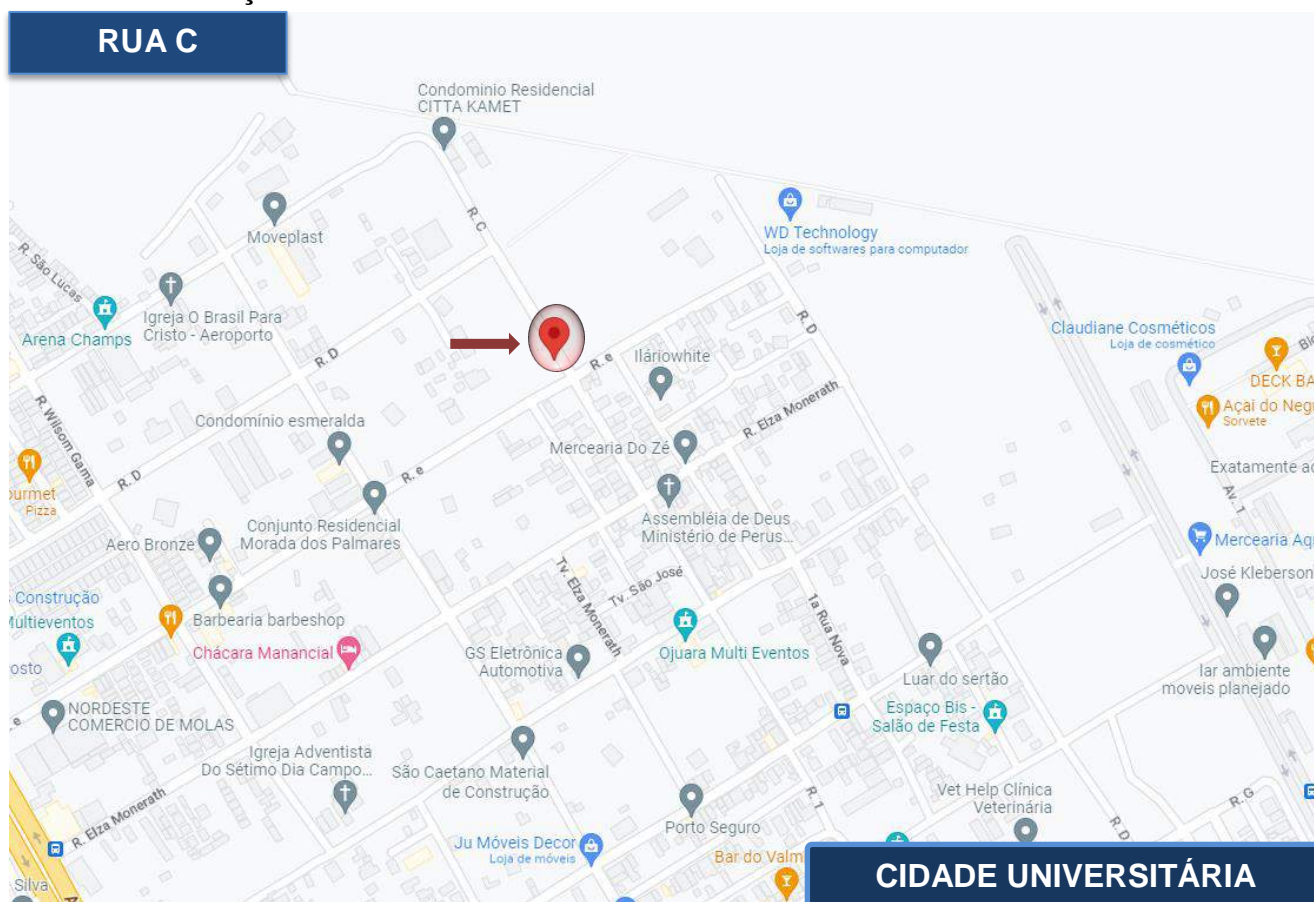 RUA C
Condominio Residencial
CITTA KAMET
R. C
Moveplast
WD Technology
Loja de softwares para computador
R. São Lucas
Igreja O Brasil Para
Cristo - Aeroporto
Arena Champs
R. D
R. D
Claudiane Cosméticos
Loja de cosmético
DECK BA
R. e
Iláriowhite
Açai do Neg
Sorvete
R. Wilsom Gama
Condomínio esmeralda
R. Elza Monerath
Mercearia Do Zé
R. D
R. e
urmet
Pizza
Exatamente ao
Av. 1
Conjunto Residencial
Morada dos Palmares
Assembléia de Deus
Ministério de Perus...
Aero Bronze
Mercearia Aq
Tv. Elza Monerath
Tv. São José
José Kleberson
Construção
Multieventos
Barbearia barbeshop
1a Rua Nova
Chácara Manancial
GS Eletrônica
Automotiva
Ojuara Multi Eventos
osto
Luar do sertão
lar ambiente
moveis planejado
NORDESTE
COMERCIO DE MOLAS
e
Espaço Bis -
Salão de Festa
Igreja Adventista
Do Sétimo Dia Campo...
São Caetano Material
de Construção
Vet Help Clínica
Veterinária
R. 1
R. G
R. D
R. Elza Monerath
Porto Seguro
Ju Móveis Decor
Loja de móveis
Bar do Valm
Silva
CIDADE UNIVERSITÁRIA